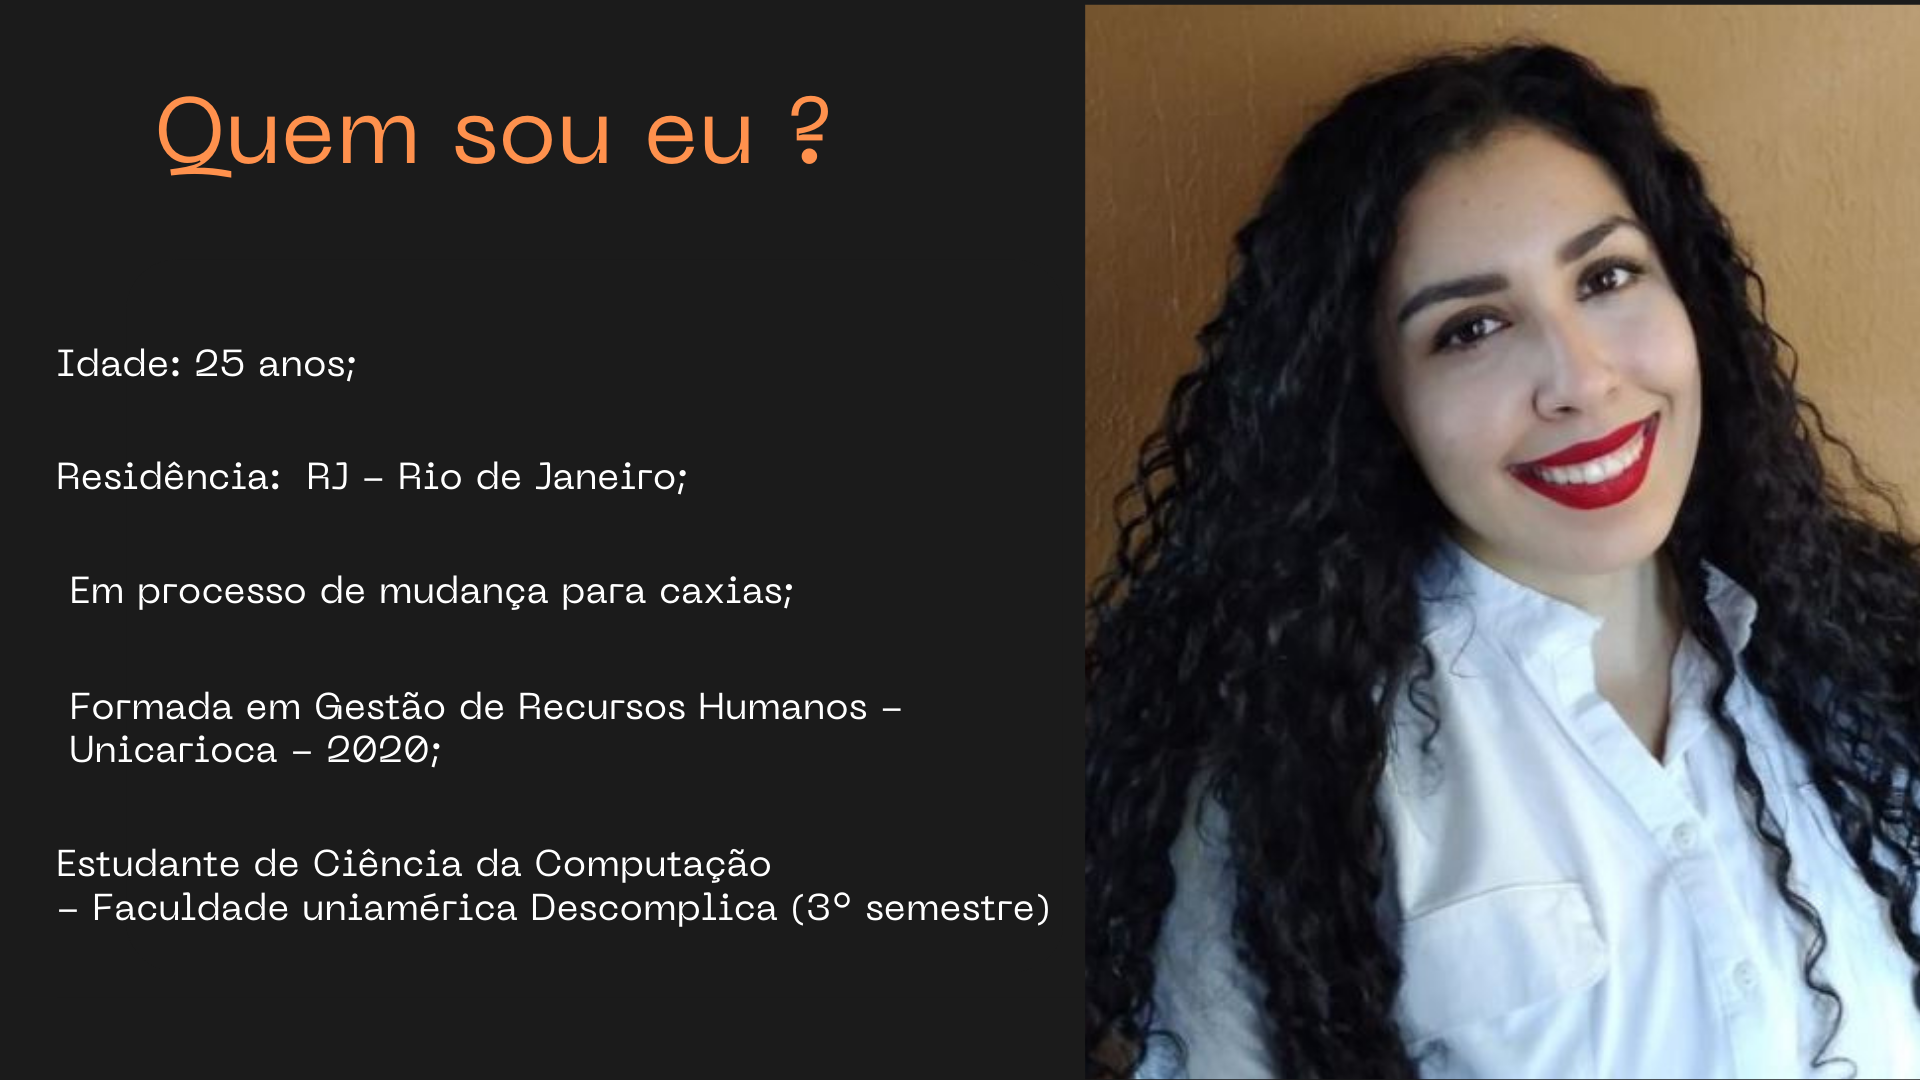 Quem sou eu ?
Idade: 25 anos;
Residência: RJ - Rio de Janeiro;
Em processo de mudança para caxias;
Formada em Gestão de Recursos Humanos -
Unicarioca - 2020;
Estudante de Ciência da Computação
- Faculdade uniamérica Descomplica (3º semestre)